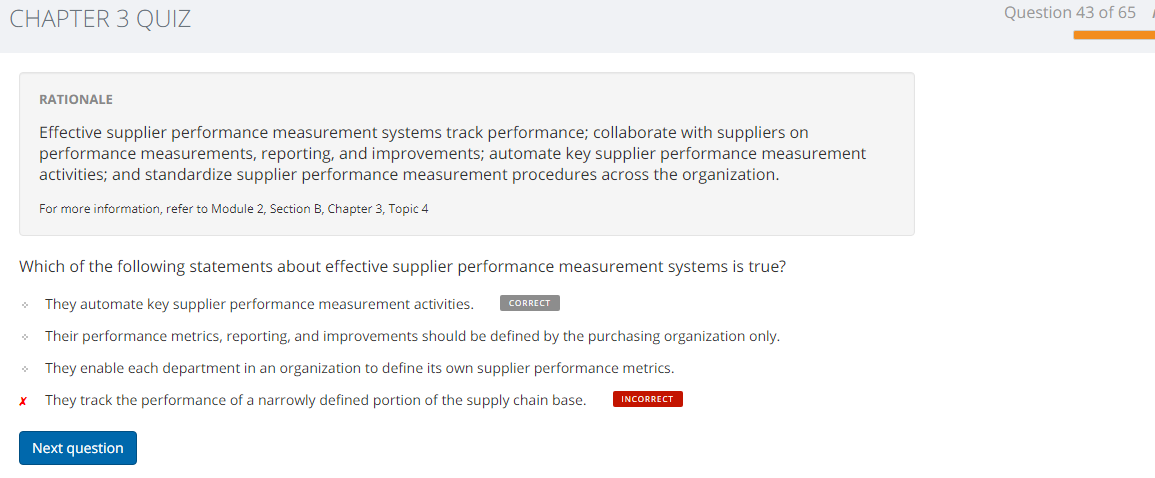 CHAPTER 3 QUIZ
Question 43 of 65
RATIONALE
Effective supplier performance measurement systems track performance; collaborate with suppliers on
performance measurements, reporting, and improvements; automate key supplier performance measurement
activities; and standardize supplier performance measurement procedures across the organization.
For more information, refer to Module 2, Section B, Chapter 3, Topic 4
Which of the following statements about effective supplier performance measurement systems is true?
They automate key supplier performance measurement activities. CORRECT
Their performance metrics, reporting, and improvements should be defined by the purchasing organization only.
They enable each department in an organization to define its own supplier performance metrics.
✗ They track the performance of a narrowly defined portion of the supply chain base. INCORRECT
Next question